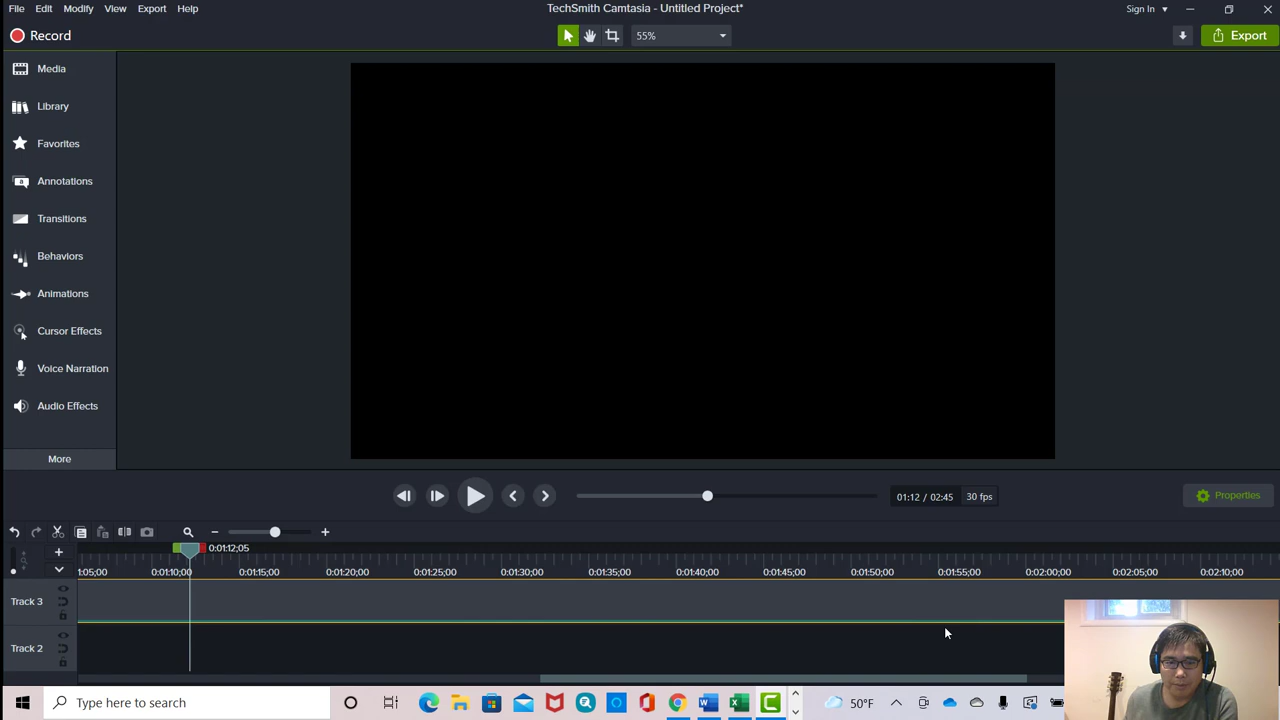 File Edit Modify View Export Help
TechSmith Camtasia - Untitled Project*
Sign In
Record
55%
Export
Media
Library
Favorites
Annotations
Transitions
Behaviors
Animations
Cursor Effects
Voice Narration
Audio Effects
More
01:12 / 02:45 30 fps
Properties
0:01:12;05
1:05;00 0:01:10;00 0:01:15;00 0:01:20;00 0:01:25;00 0:01:30;00 0:01:35;00 0:01:40;00 0:01:45;00 0:01:50;00 0:01:55;00 0:02:00;00 0:02:05;00 0:02:10;00
Track 3
Track 2
Type here to search
50°F